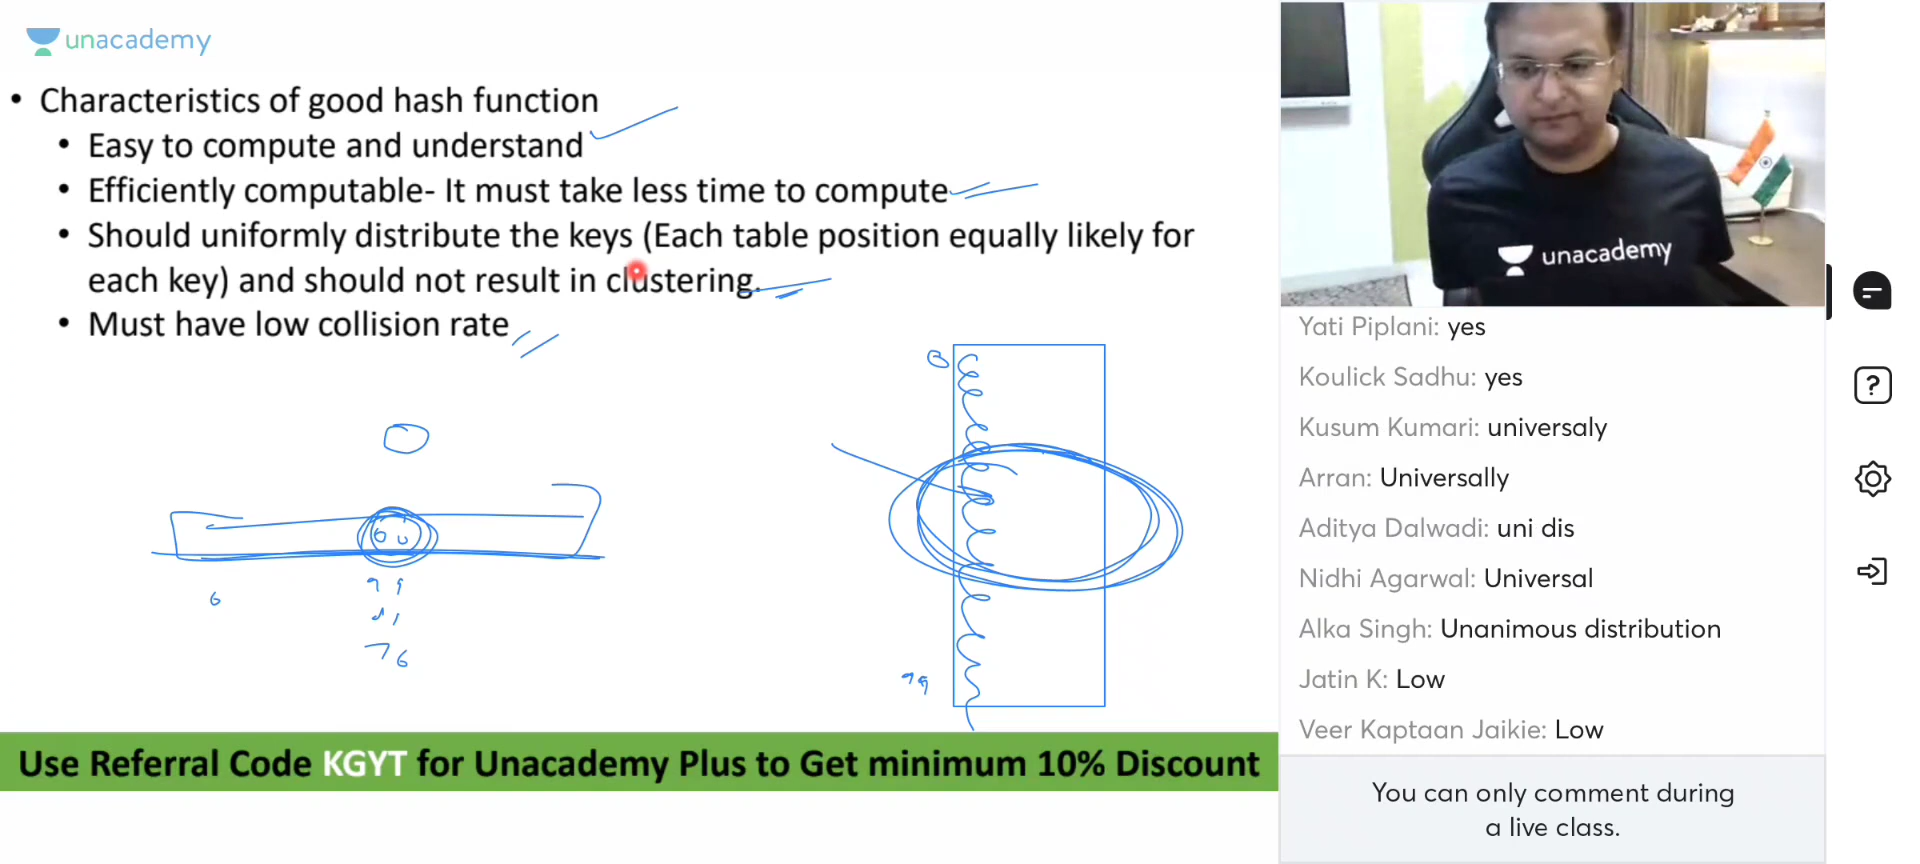 unacademy
• Characteristics of good hash function
• Easy to compute and understand
• Efficiently computable- It must take less time to compute
• Should uniformly distribute the keys (Each table position equally likely for
each key) and should not result in clustering.
• Must have low collision rate
6
99
76
99
Use Referral Code KGYT for Unacademy Plus to Get minimum 10% Discount
unacademy
Yati Piplani: yes
Koulick Sadhu: yes
Kusum Kumari: universaly
Arran: Universally
Aditya Dalwadi: uni dis
Nidhi Agarwal: Universal
Alka Singh: Unanimous distribution
Jatin K: Low
Veer Kaptaan Jaikie: Low
You can only comment during
a live class.